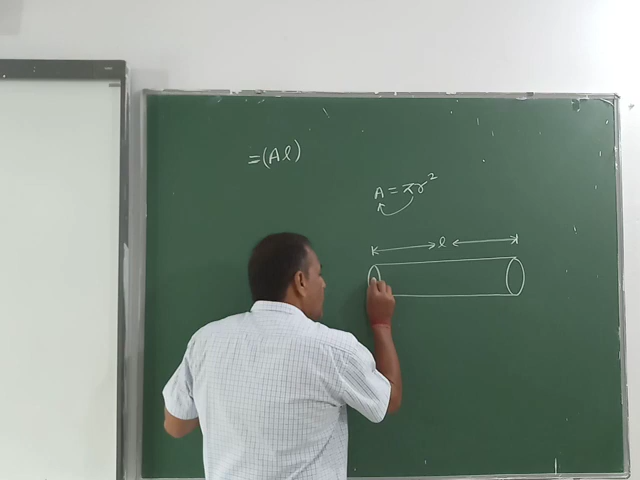 =(Al)
A = πr²
l